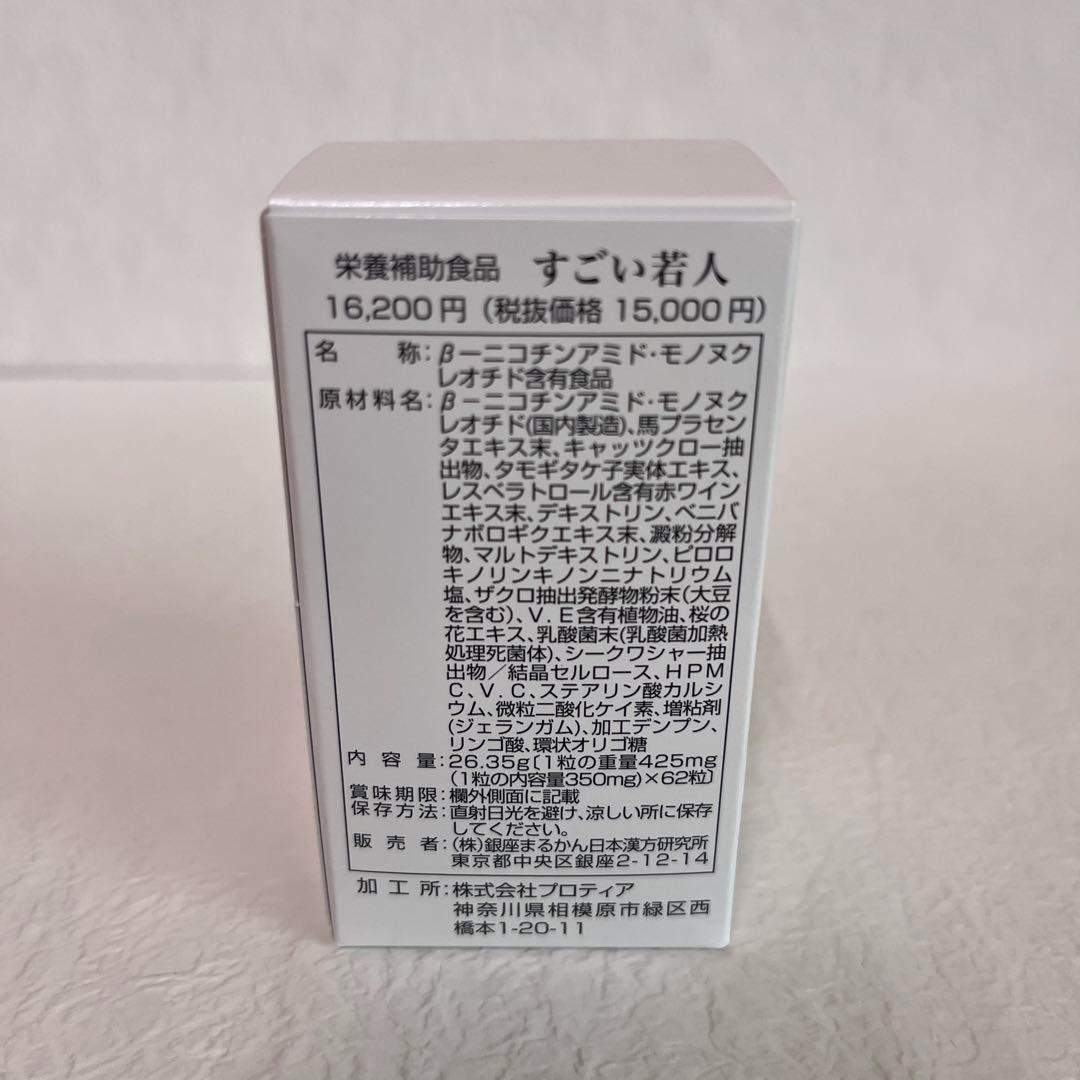 栄養補助食品 すごい若人
16,200円（税抜価格 15,000円）
名称：β－ニコチンアミド・モノヌク
レオチド含有食品
原材料名：β－ニコチンアミド・モノヌク
レオチド(国内製造)、馬プラセン
タエキス末、キャッツクロー抽
出物、タモギタケ子実体エキス、
レスベラトロール含有赤ワイン
エキス末、デキストリン、ベニバ
ナボロギクエキス末、澱粉分解
物、マルトデキストリン、ピロロ
キノリンキノン二ナトリウム
塩、ザクロ抽出発酵物粉末(大豆
を含む)、V.E含有植物油、桜の
花エキス、乳酸菌末(乳酸菌加熱
処理死菌体)、シークワシャー抽
出物／結晶セルロース、HPM
C、V.C、ステアリン酸カルシ
ウム、微粒二酸化ケイ素、増粘剤
(ジェランガム)、加工デンプン、
リンゴ酸、環状オリゴ糖
内容量：26.35g〔1粒の重量425mg
(1粒の内容量350mg)×62粒〕
賞味期限：欄外側面に記載
保存方法：直射日光を避け、涼しい所に保存
してください。
販売者：(株)銀座まるかん日本漢方研究所
東京都中央区銀座2-12-14
加工所：株式会社プロティア
神奈川県相模原市緑区西
橋本1-20-11